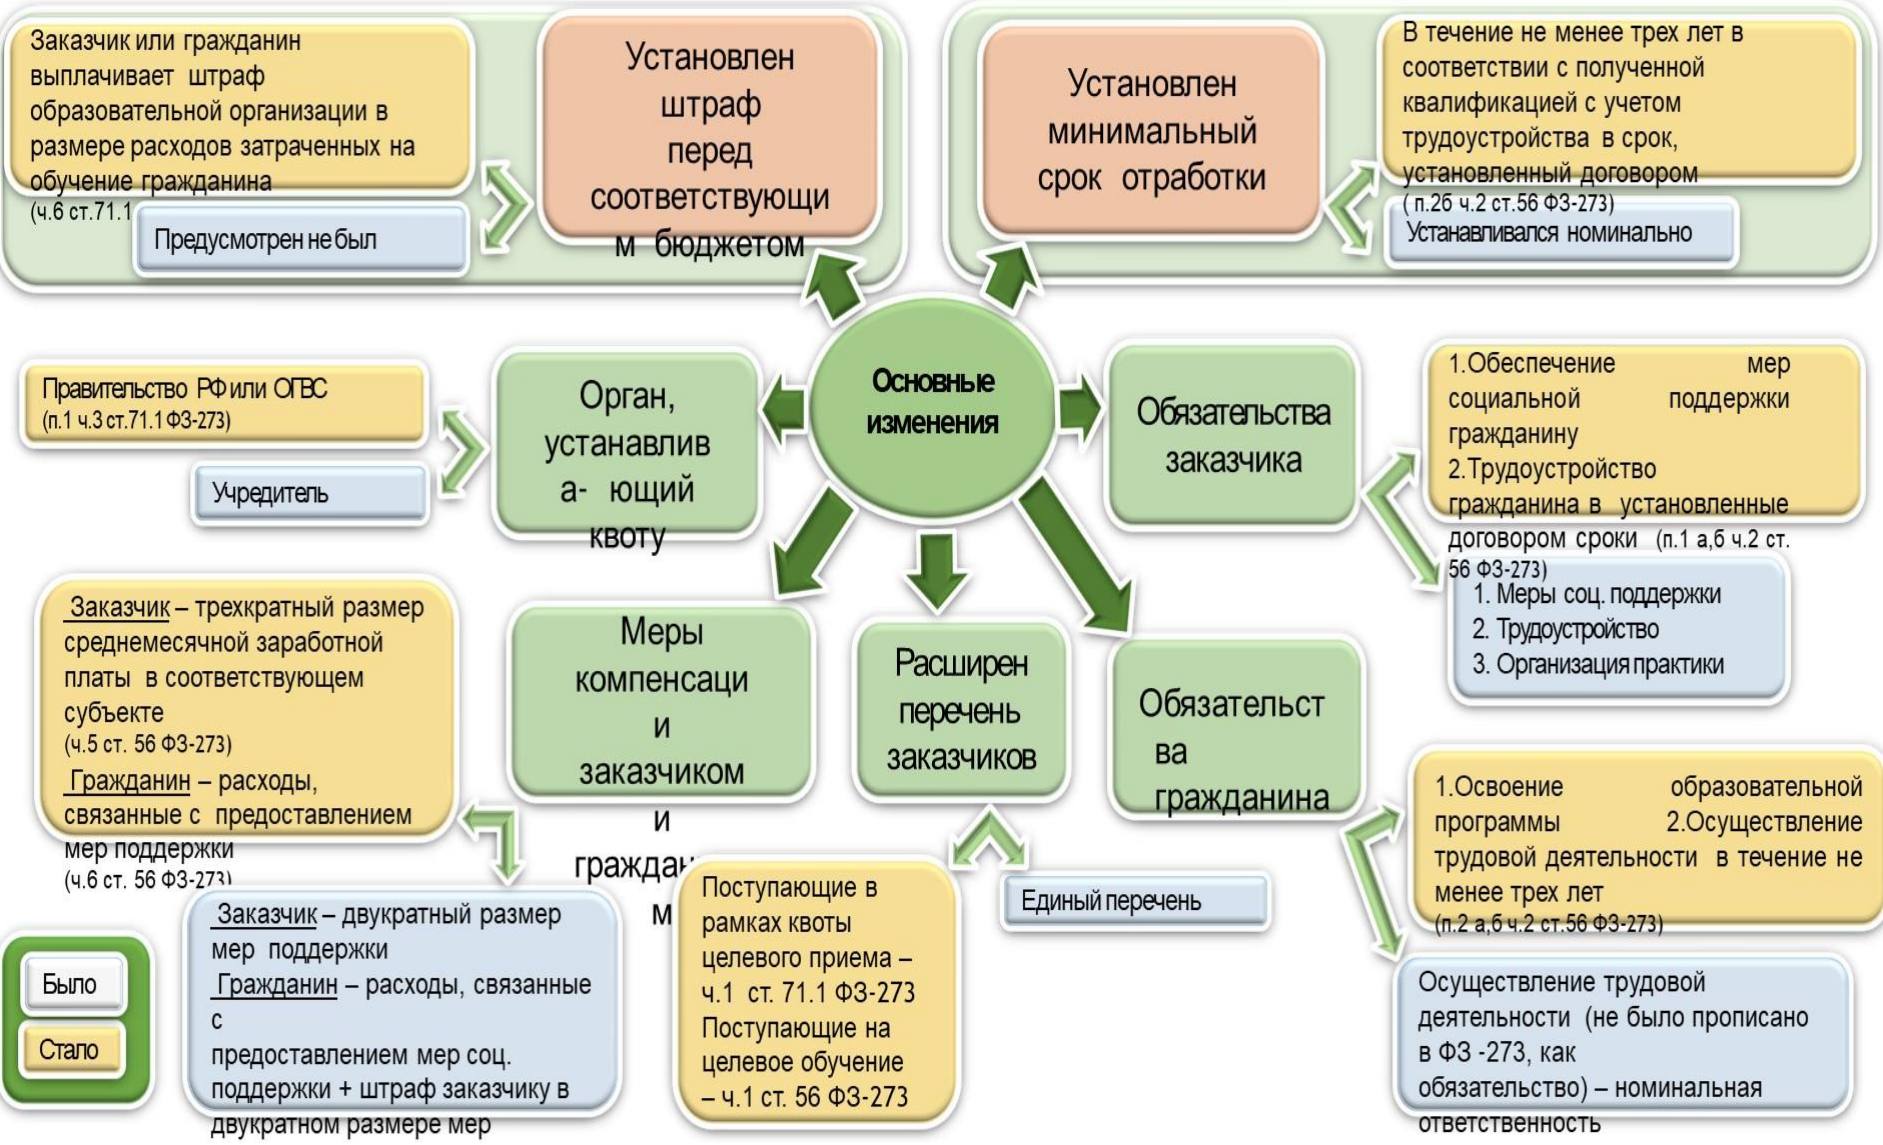 Заказчик или гражданин
выплачивает штраф
образовательной организации в
размере расходов затраченных на
обучение гражданина
(ч.6 ст.71.1
Предусмотрен не был
Установлен
штраф
перед
соответствующи
м бюджетом
Установлен
минимальный
срок отработки
В течение не менее трех лет в
соответствии с полученной
квалификацией с учетом
трудоустройства в срок,
установленный договором
( п.2б ч.2 ст.56 ФЗ-273)
Устанавливался номинально
Правительство РФ или ОГВС
(п.1 ч.3 ст.71.1 ФЗ-273)
Учредитель
Орган,
устанавлив
а- ющий
квоту
Основные
изменения
Обязательства
заказчика
1.Обеспечение мер
социальной поддержки
гражданину
2.Трудоустройство
гражданина в установленные
договором сроки (п.1 а,б ч.2 ст.
56 ФЗ-273)
1. Меры соц. поддержки
2. Трудоустройство
3. Организация практики
Заказчик – трехкратный размер
среднемесячной заработной
платы в соответствующем
субъекте
(ч.5 ст. 56 ФЗ-273)
Гражданин – расходы,
связанные с предоставлением
мер поддержки
(ч.6 ст. 56 ФЗ-273)
Заказчик – двукратный размер
мер поддержки
Гражданин – расходы, связанные
с
предоставлением мер соц.
поддержки + штраф заказчику в
двукратном размере мер
Меры
компенсаци
и
заказчиком
и
граждан
м
Расширен
перечень
заказчиков
Поступающие в
рамках квоты
целевого приема –
ч.1 ст. 71.1 ФЗ-273
Поступающие на
целевое обучение
– ч.1 ст. 56 ФЗ-273
Единый перечень
Обязательст
ва
гражданина
1.Освоение образовательной
программы 2.Осуществление
трудовой деятельности в течение не
менее трех лет
(п.2 а,б ч.2 ст.56 ФЗ-273)
Осуществление трудовой
деятельности (не было прописано
в ФЗ -273, как
обязательство) – номинальная
ответственность
Было
Стало